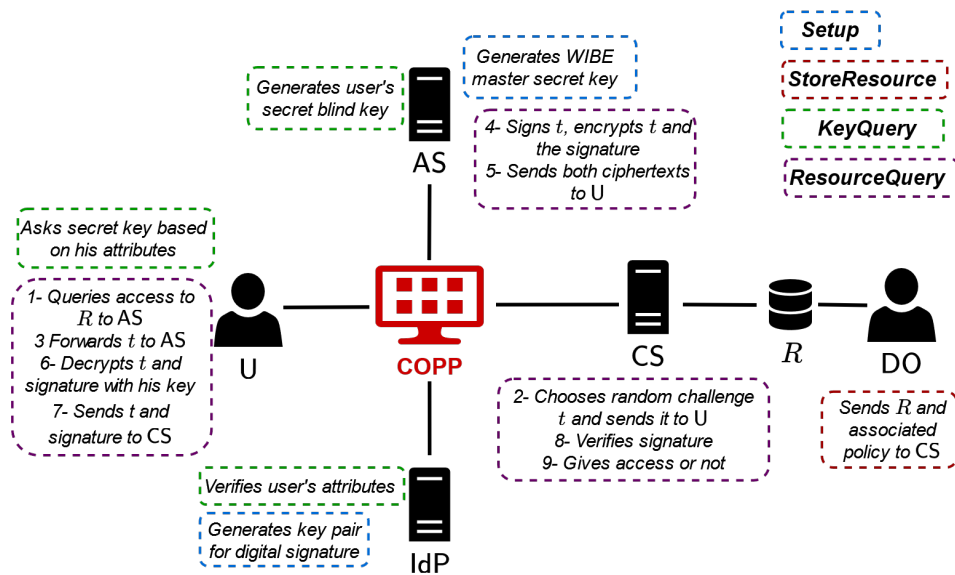 Setup
StoreResource
KeyQuery
ResourceQuery
Generates user's
secret blind key
AS
Generates WIBE
master secret key
4- Signs t, encrypts t and
the signature
5- Sends both ciphertexts
to U
Asks secret key based
on his attributes
1- Queries access to
R to AS
3 Forwards t to AS
6- Decrypts t and
signature with his key
7- Sends t and
signature to CS
U
COPP
CS
2- Chooses random challenge
t and sends it to U
8- Verifies signature
9- Gives access or not
R
DO
Sends R and
associated
policy to CS
Verifies user's attributes
Generates key pair
for digital signature
IdP